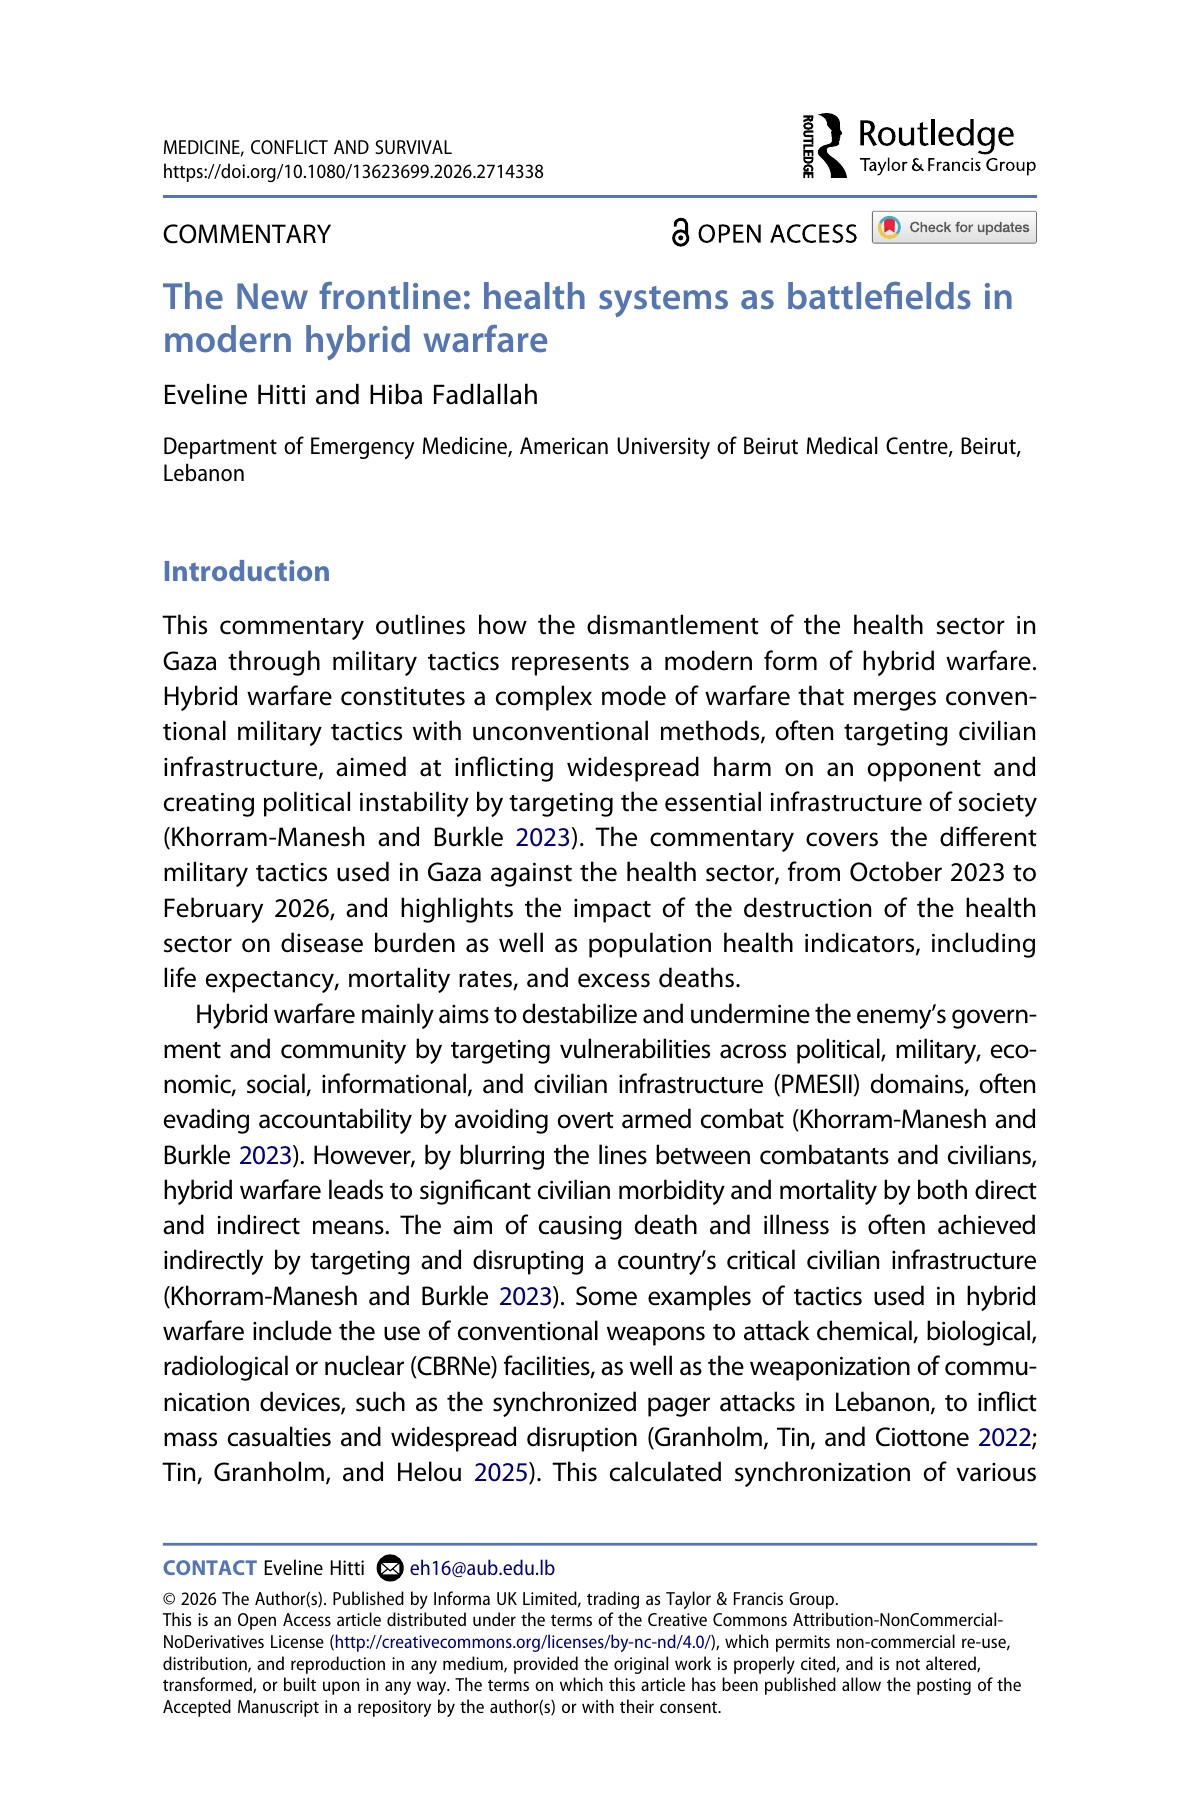 MEDICINE, CONFLICT AND SURVIVAL
https://doi.org/10.1080/13623699.2026.2714338
ROUTLEDGE
Routledge
Taylor & Francis Group
COMMENTARY
OPEN ACCESS
Check for updates
The New frontline: health systems as battlefields in
modern hybrid warfare
Eveline Hitti and Hiba Fadlallah
Department of Emergency Medicine, American University of Beirut Medical Centre, Beirut,
Lebanon
Introduction
This commentary outlines how the dismantlement of the health sector in
Gaza through military tactics represents a modern form of hybrid warfare.
Hybrid warfare constitutes a complex mode of warfare that merges conven-
tional military tactics with unconventional methods, often targeting civilian
infrastructure, aimed at inflicting widespread harm on an opponent and
creating political instability by targeting the essential infrastructure of society
(Khorram-Manesh and Burkle 2023). The commentary covers the different
military tactics used in Gaza against the health sector, from October 2023 to
February 2026, and highlights the impact of the destruction of the health
sector on disease burden as well as population health indicators, including
life expectancy, mortality rates, and excess deaths.
Hybrid warfare mainly aims to destabilize and undermine the enemy’s govern-
ment and community by targeting vulnerabilities across political, military, eco-
nomic, social, informational, and civilian infrastructure (PMESII) domains, often
evading accountability by avoiding overt armed combat (Khorram-Manesh and
Burkle 2023). However, by blurring the lines between combatants and civilians,
hybrid warfare leads to significant civilian morbidity and mortality by both direct
and indirect means. The aim of causing death and illness is often achieved
indirectly by targeting and disrupting a country’s critical civilian infrastructure
(Khorram-Manesh and Burkle 2023). Some examples of tactics used in hybrid
warfare include the use of conventional weapons to attack chemical, biological,
radiological or nuclear (CBRNe) facilities, as well as the weaponization of commu-
nication devices, such as the synchronized pager attacks in Lebanon, to inflict
mass casualties and widespread disruption (Granholm, Tin, and Ciottone 2022;
Tin, Granholm, and Helou 2025). This calculated synchronization of various
CONTACT Eveline Hitti eh16@aub.edu.lb
© 2026 The Author(s). Published by Informa UK Limited, trading as Taylor & Francis Group.
This is an Open Access article distributed under the terms of the Creative Commons Attribution-NonCommercial-
NoDerivatives License (http://creativecommons.org/licenses/by-nc-nd/4.0/), which permits non-commercial re-use,
distribution, and reproduction in any medium, provided the original work is properly cited, and is not altered,
transformed, or built upon in any way. The terms on which this article has been published allow the posting of the
Accepted Manuscript in a repository by the author(s) or with their consent.